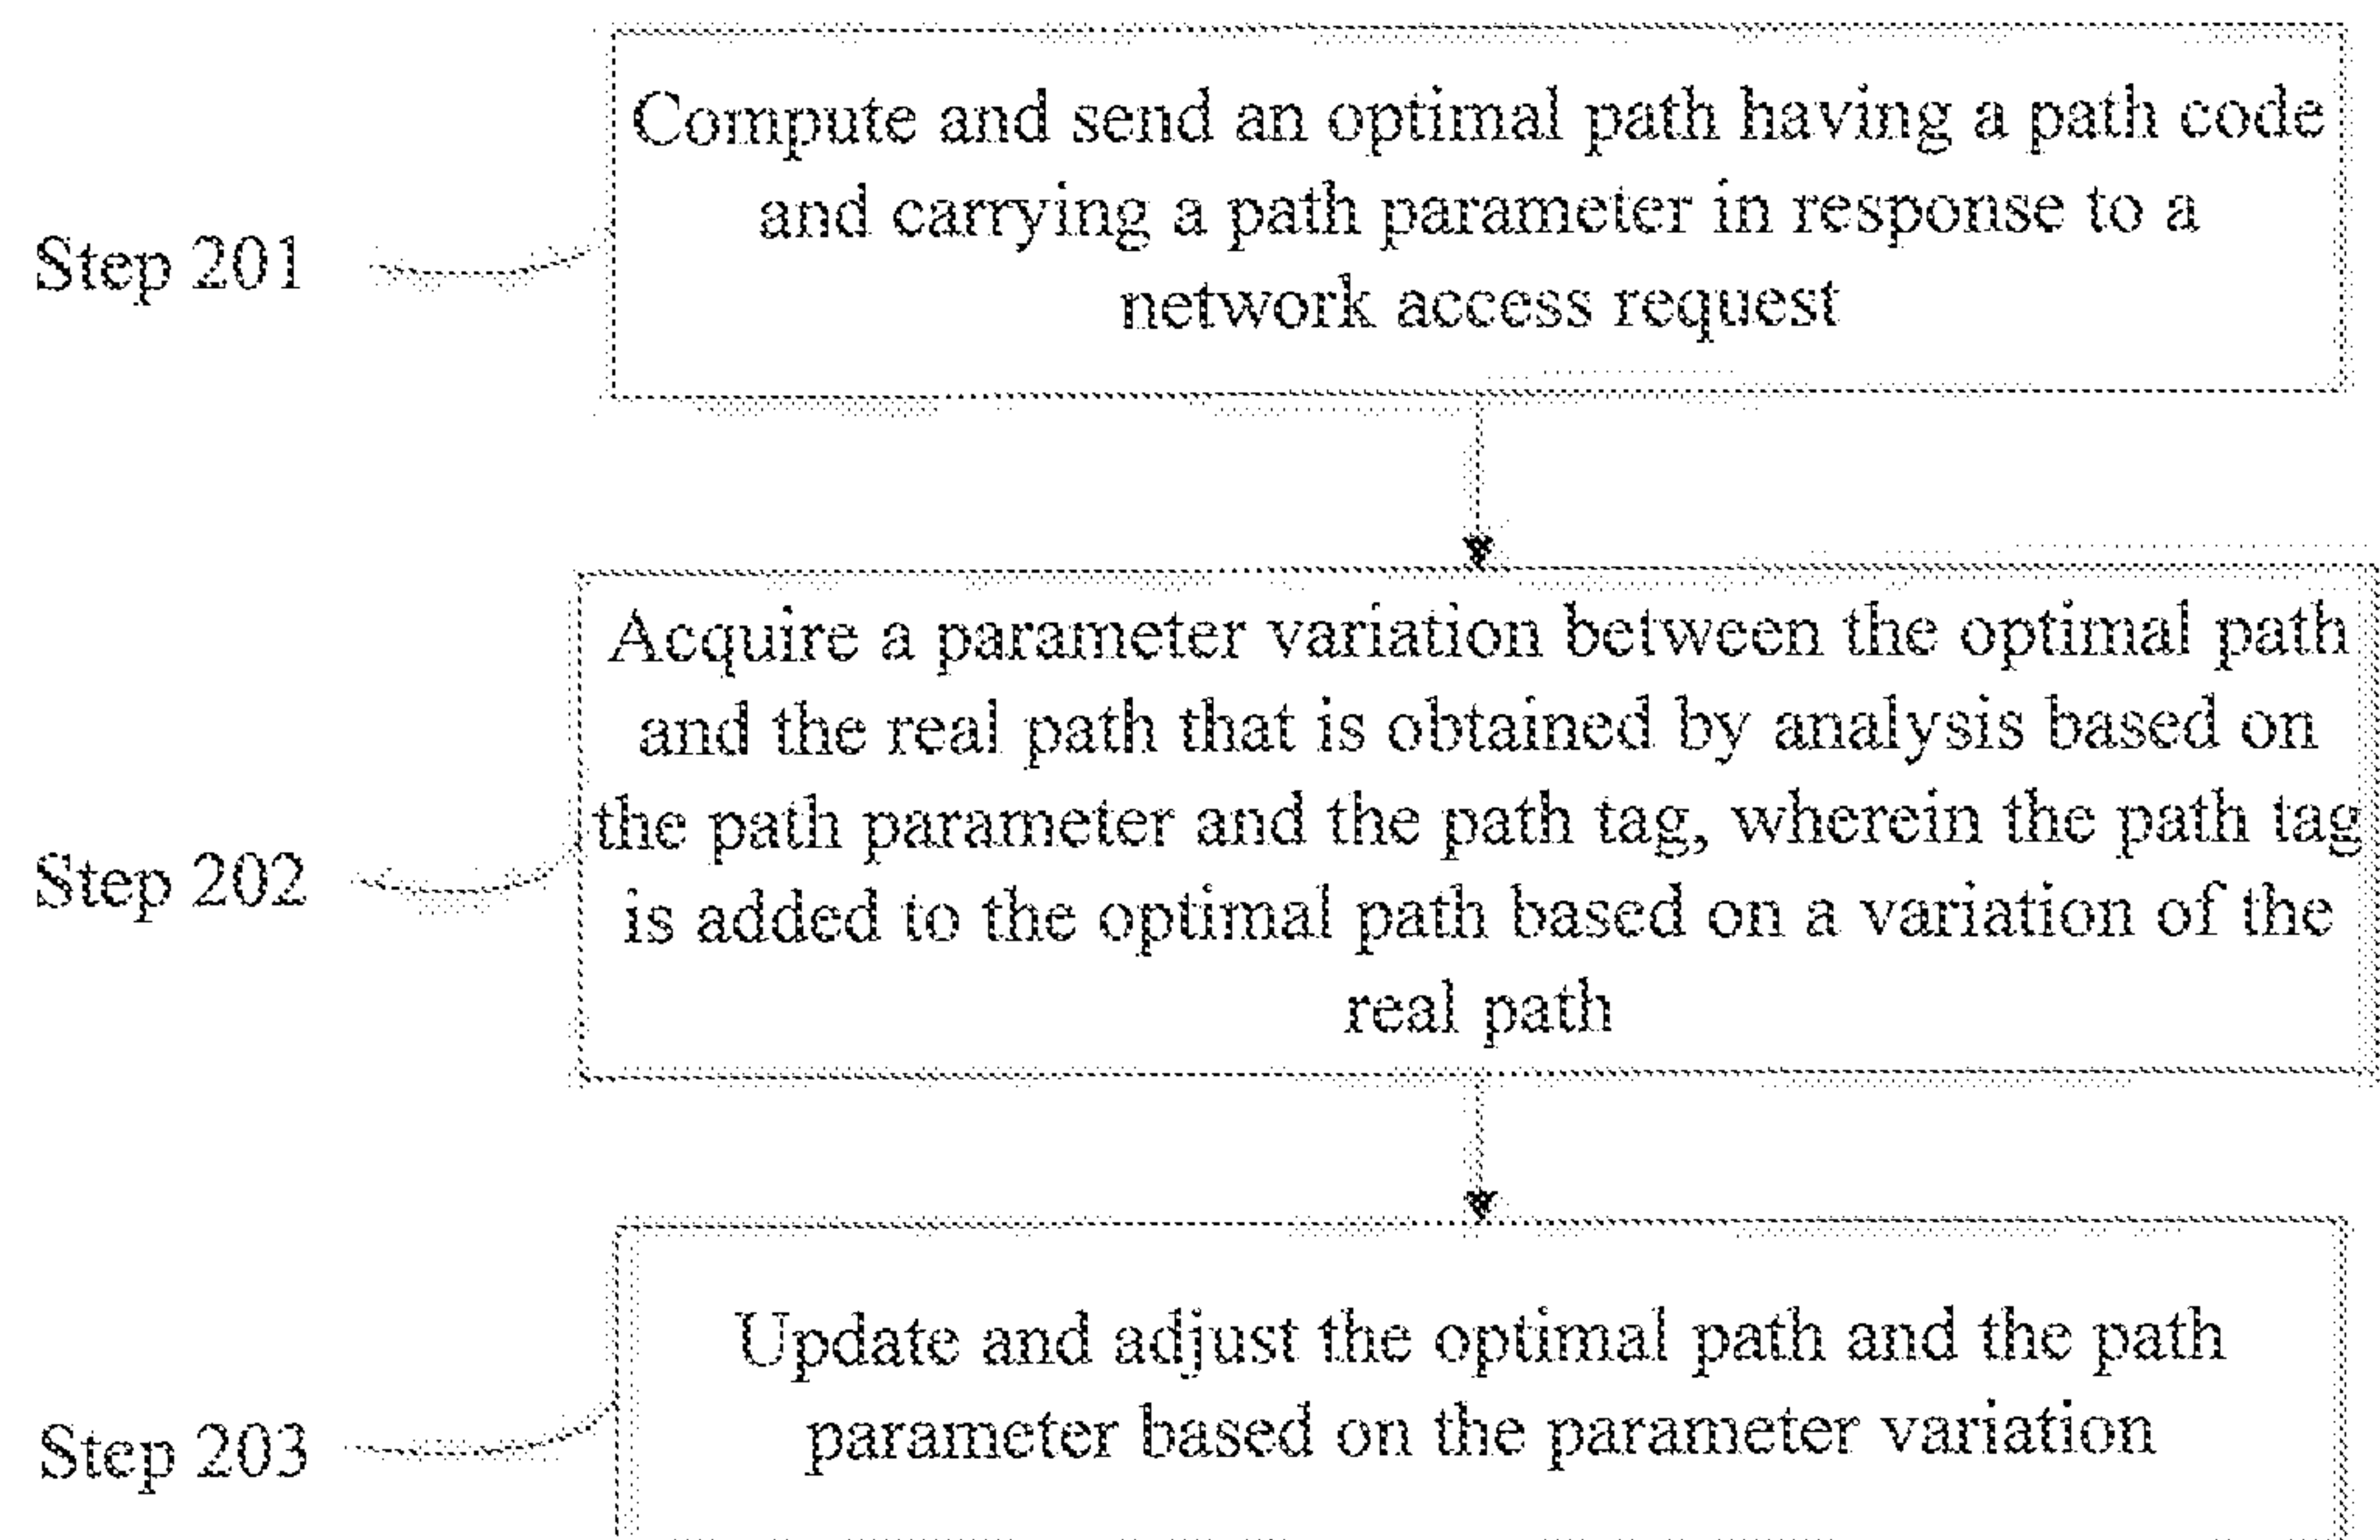 Compute and send an optimal path having a path code
and carrying a path parameter in response to a
network access request
Step 201
Acquire a parameter variation between the optimal path
and the real path that is obtained by analysis based on
the path parameter and the path tag, wherein the path tag
is added to the optimal path based on a variation of the
real path
Step 202
Update and adjust the optimal path and the path
parameter based on the parameter variation
Step 203